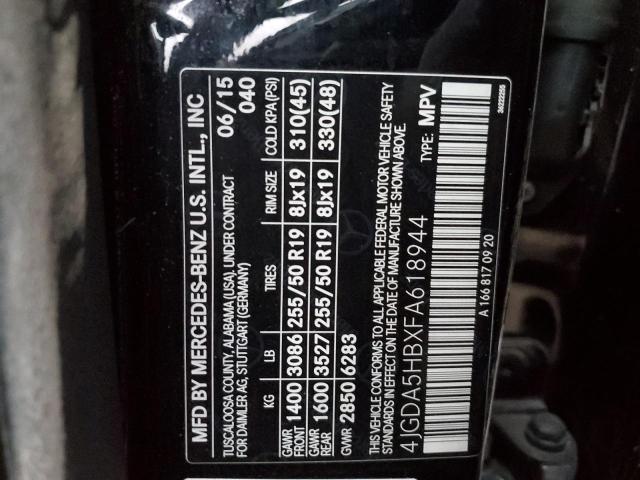 MFD BY MERCEDES-BENZ U.S. INTL., INC
TUSCALOOSA COUNTY, ALABAMA (USA), UNDER CONTRACT 06/15
FOR DAIMLER AG, STUTTGART (GERMANY) 040
KG LB TIRES RIM SIZE COLD KPA(PSI)
GAWR FRONT 1400 3086 255/50 R19 8Jx19 310(45)
GAWR REAR 1600 3527 255/50 R19 8Jx19 330(48)
GVWR 2850 6283
THIS VEHICLE CONFORMS TO ALL APPLICABLE FEDERAL MOTOR VEHICLE SAFETY
STANDARDS IN EFFECT ON THE DATE OF MANUFACTURE SHOWN ABOVE.
4JGDA5HBXFA618944 TYPE: MPV
A 166 817 09 20